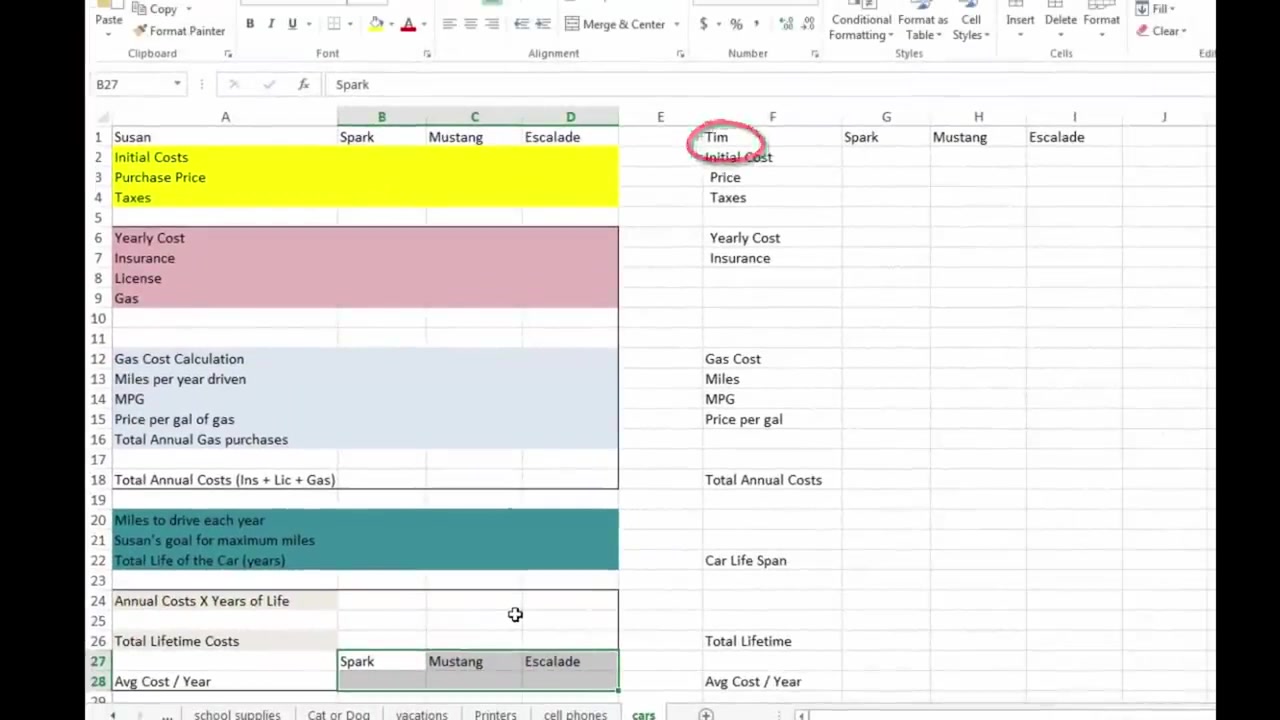 Paste Copy Format Painter B I U Merge & Center $ % , Conditional Formatting Format as Table Cell Styles Insert Delete Format Fill Clear
Clipboard Font Alignment Number Styles Cells
B27 fx Spark
A B C D E F G H I J
1 Susan Spark Mustang Escalade Tim Spark Mustang Escalade
2 Initial Costs Initial Cost
3 Purchase Price Price
4 Taxes Taxes
5
6 Yearly Cost Yearly Cost
7 Insurance Insurance
8 License
9 Gas
10
11
12 Gas Cost Calculation Gas Cost
13 Miles per year driven Miles
14 MPG MPG
15 Price per gal of gas Price per gal
16 Total Annual Gas purchases
17
18 Total Annual Costs (Ins + Lic + Gas) Total Annual Costs
19
20 Miles to drive each year
21 Susan's goal for maximum miles
22 Total Life of the Car (years) Car Life Span
23
24 Annual Costs X Years of Life
25
26 Total Lifetime Costs Total Lifetime
27 Spark Mustang Escalade
28 Avg Cost / Year Avg Cost / Year
29
... school supplies Cat or Dog vacations Printers cell phones cars